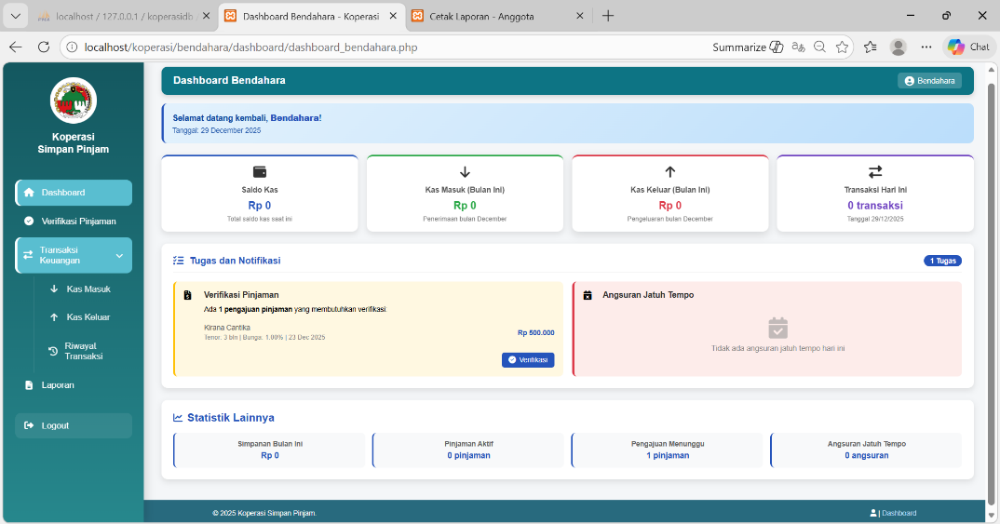 localhost / 127.0.0.1 / koperasidb
Dashboard Bendahara - Koperasi
Cetak Laporan - Anggota
localhost/koperasi/bendahara/dashboard/dashboard_bendahara.php
Summarize
Chat
Koperasi
Simpan Pinjam
Dashboard
Verifikasi Pinjaman
Transaksi
Keuangan
Kas Masuk
Kas Keluar
Riwayat
Transaksi
Laporan
Logout
Dashboard Bendahara
Bendahara
Selamat datang kembali, Bendahara!
Tanggal: 29 December 2025
Saldo Kas
Rp 0
Total saldo kas saat ini
Kas Masuk (Bulan Ini)
Rp 0
Penerimaan bulan December
Kas Keluar (Bulan Ini)
Rp 0
Pengeluaran bulan December
Transaksi Hari Ini
0 transaksi
Tanggal 29/12/2025
Tugas dan Notifikasi
1 Tugas
Verifikasi Pinjaman
Ada 1 pengajuan pinjaman yang membutuhkan verifikasi.
Kirana Cantika
Tenor: 3 bln | Bunga: 1.00% | 23 Dec 2025
Rp 500.000
Verifikasi
Angsuran Jatuh Tempo
Tidak ada angsuran jatuh tempo hari ini
Statistik Lainnya
Simpanan Bulan Ini
Rp 0
Pinjaman Aktif
0 pinjaman
Pengajuan Menunggu
1 pinjaman
Angsuran Jatuh Tempo
0 angsuran
© 2025 Koperasi Simpan Pinjam.
| Dashboard